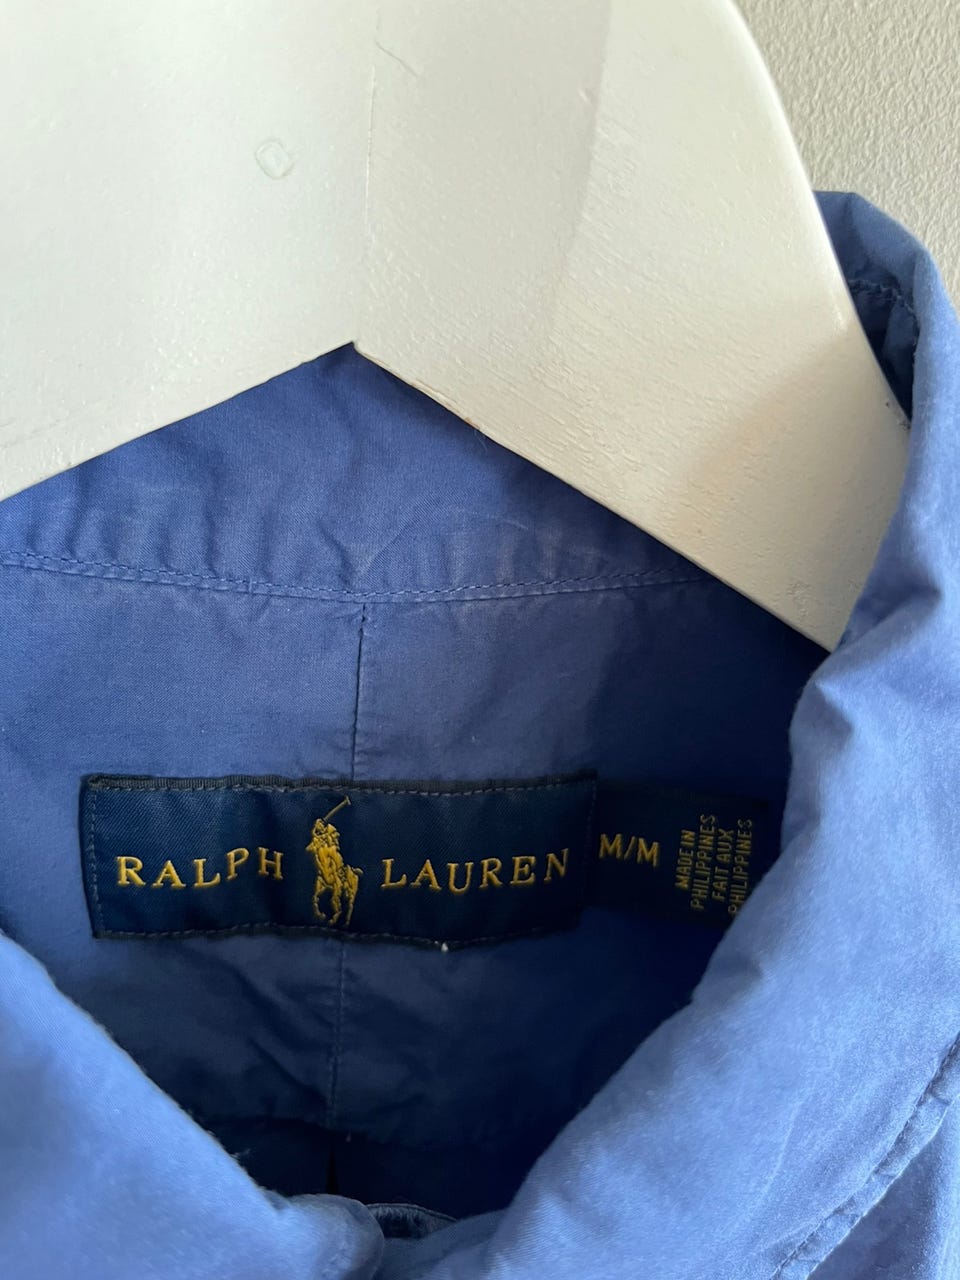 RALPH LAUREN
M/M
MADE IN
PHILIPPINES
FAIT AUX
PHILIPPINES